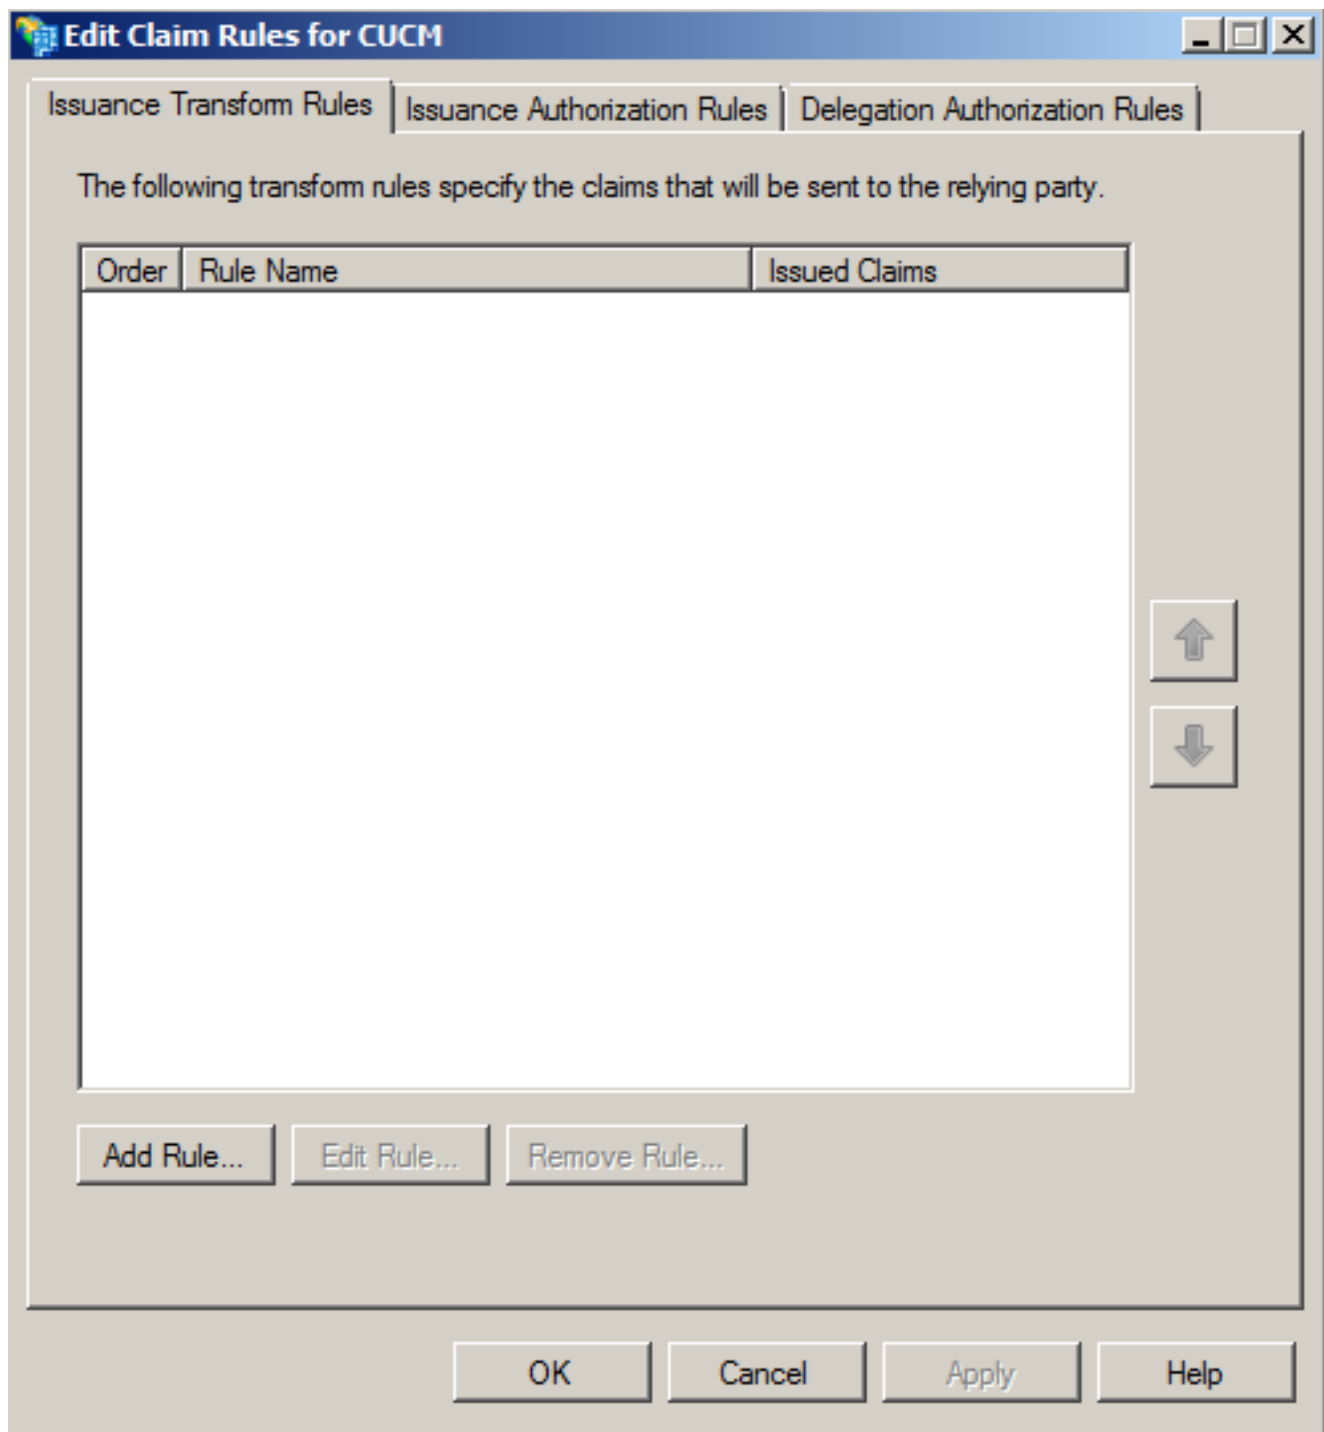 Edit Claim Rules for CUCM
Issuance Transform Rules Issuance Authorization Rules Delegation Authorization Rules
The following transform rules specify the claims that will be sent to the relying party.
Order Rule Name Issued Claims
Add Rule... Edit Rule... Remove Rule...
OK Cancel Apply Help